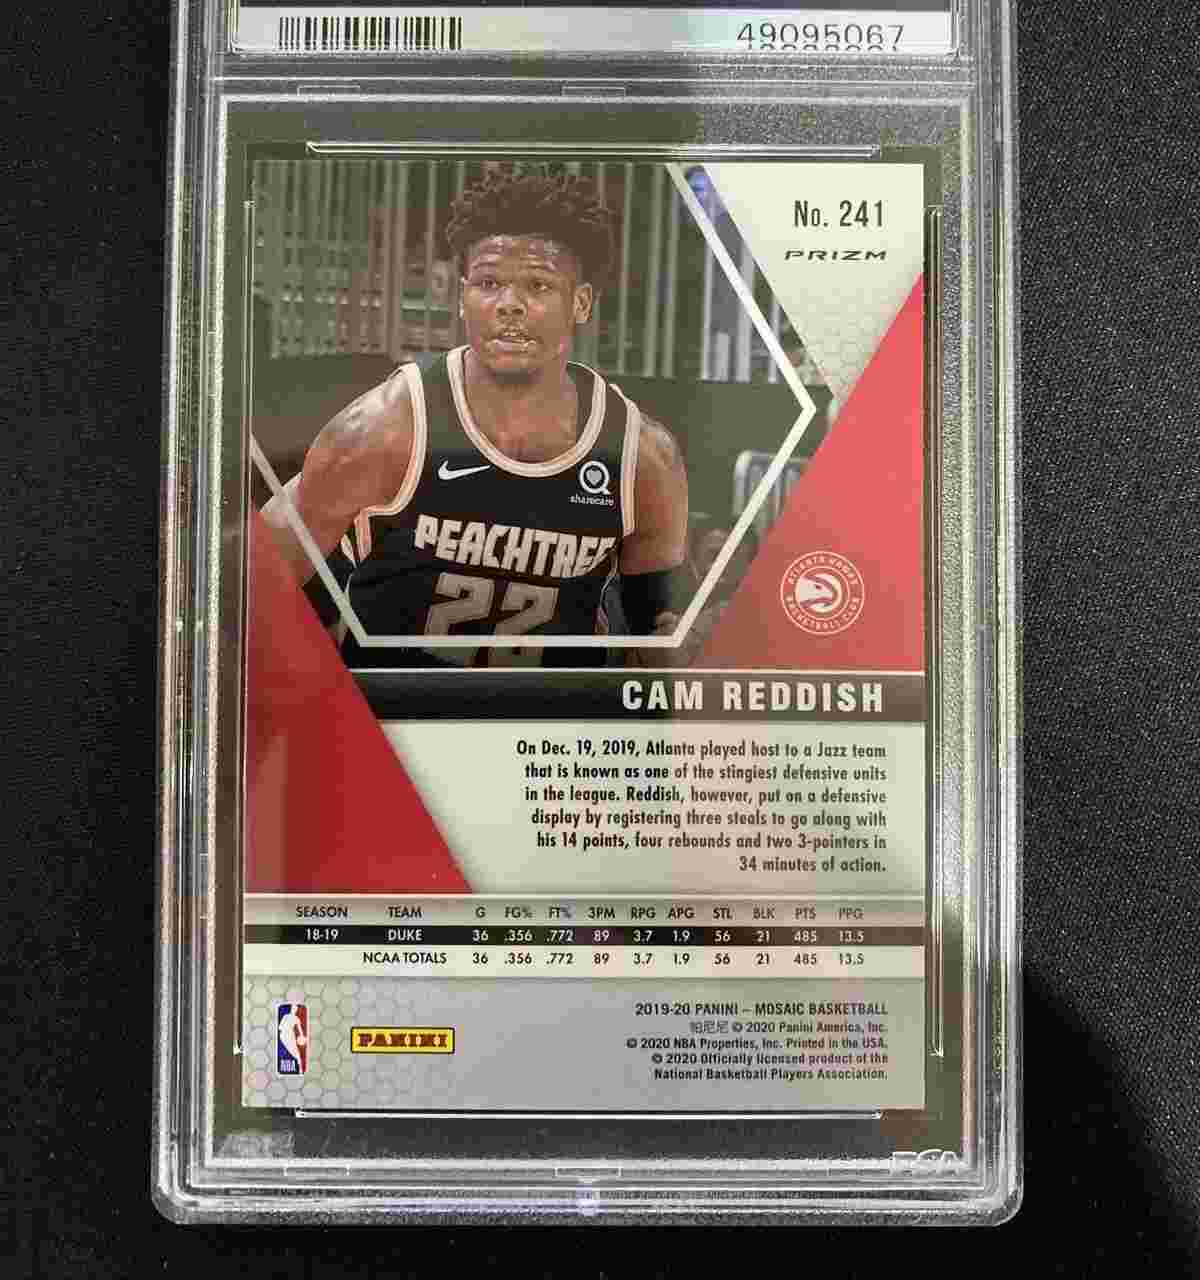 49095067
No. 241
PRIZM
sharecare
PEACHTREE
22
ATLANTA HAWKS
BASKETBALL CLUB
CAM REDDISH
On Dec. 19, 2019, Atlanta played host to a Jazz team
that is known as one of the stingiest defensive units
in the league. Reddish, however, put on a defensive
display by registering three steals to go along with
his 14 points, four rebounds and two 3-pointers in
34 minutes of action.
SEASON TEAM G FG% FT% 3PM RPG APG STL BLK PTS PPG
18-19 DUKE 36 .356 .772 89 3.7 1.9 56 21 485 13.5
NCAA TOTALS 36 .356 .772 89 3.7 1.9 56 21 485 13.5
NBA
PANINI
2019-20 PANINI – MOSAIC BASKETBALL
帕尼尼 © 2020 Panini America, Inc.
© 2020 NBA Properties, Inc. Printed in the USA.
© 2020 Officially licensed product of the
National Basketball Players Association.
PSA